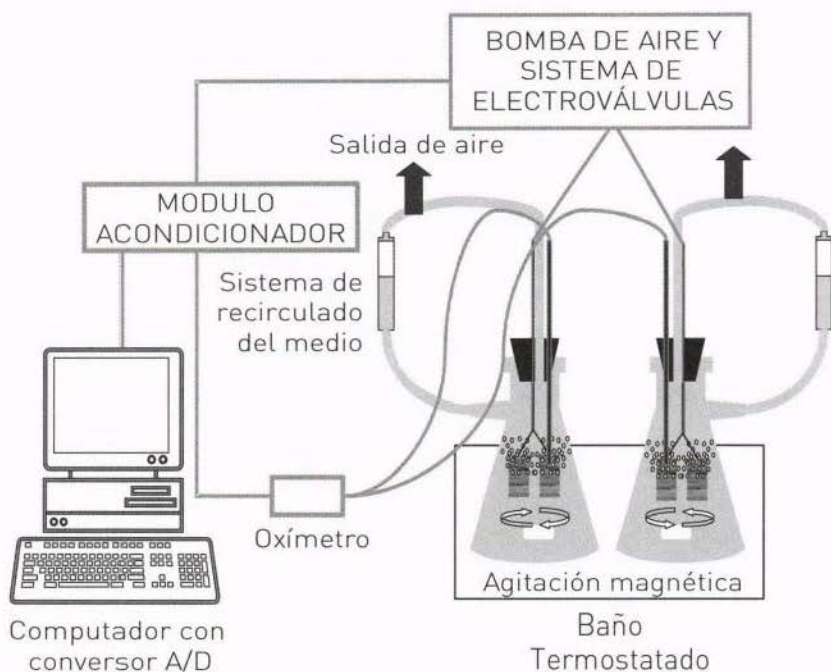 BOMBA DE AIRE Y
SISTEMA DE
ELECTROVÁLVULAS
Salida de aire
MODULO
ACONDICIONADOR
Sistema de
recirculado
del medio
Oxímetro
Agitación magnética
Computador con
conversor A/D
Baño
Termostatado